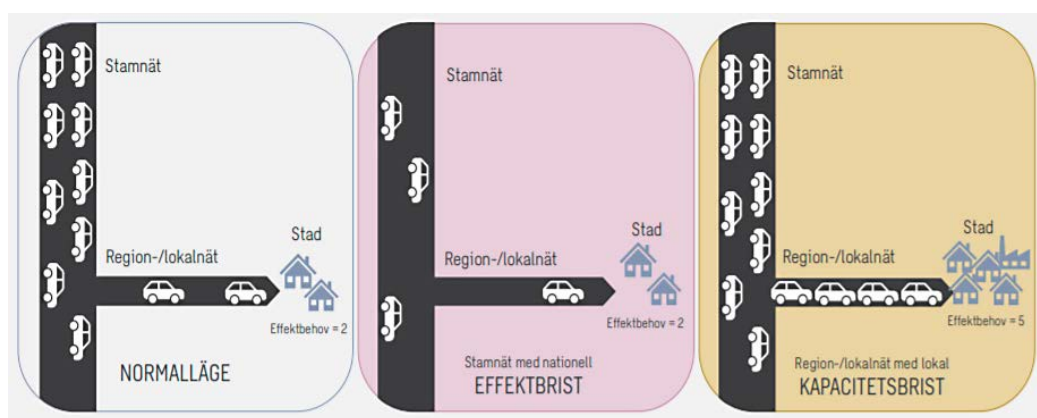 Stamnät
Stad
Region-/lokalnät
Effektbehov = 2
NORMALLÄGE
Stamnät
Stad
Region-/lokalnät
Effektbehov = 2
Stamnät med nationell
EFFEKTBRIST
Stamnät
Stad
Region-/lokalnät
Effektbehov = 5
Region-/lokalnät med lokal
KAPACITETSBRIST